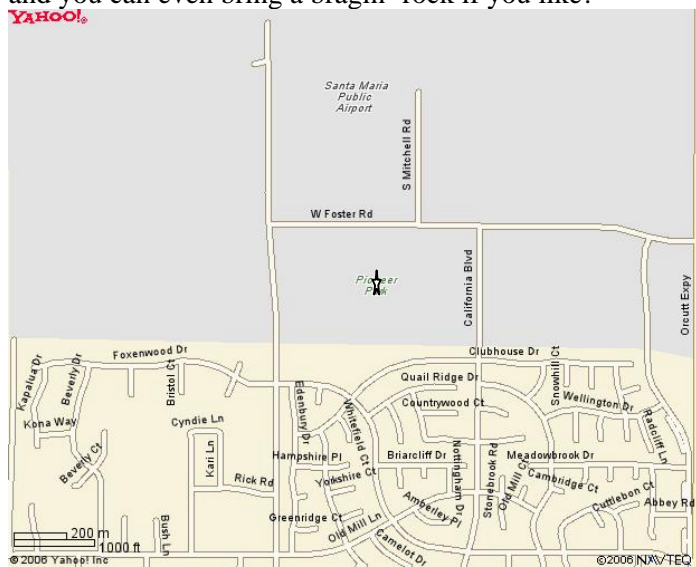 and you can even bring a bragin' rock if you like!
YAHOO!®
Santa Maria
Public
Airport
S Mitchell Rd
W Foster Rd
Pioneer
Park
California Blvd
Orcutt Expy
Foxenwood Dr
Clubhouse Dr
Kapalua Dr
Beverly Dr
Bristol Ct
Edenbury Dr
Quail Ridge Dr
Snowhill Ct
Countrywood Ct
Wellington Dr
Whitefield Ct
Kona Way
Cyndie Ln
Radcliff Ln
Kari Ln
Beverly Ct
Hampshire Pl
Briarcliff Dr
Nottingham Dr
Stonebrook Rd
Meadowbrook Dr
Rick Rd
Yorkshire Ct
Old Mill Ct
Cambridge Ct
Cuttlebon Ct
Abbey Rd
Amberley Pl
Greenridge Ct
Old Mill Ln
Bush Ln
Camelot Dr
200 m
1000 ft
©2006 Yahoo! Inc
©2006 NAVTEQ